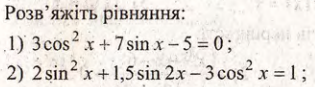 Розв'яжіть рівняння:
1) 3cos² x + 7sin x − 5 = 0;
2) 2sin² x + 1,5sin 2x − 3cos² x = 1;